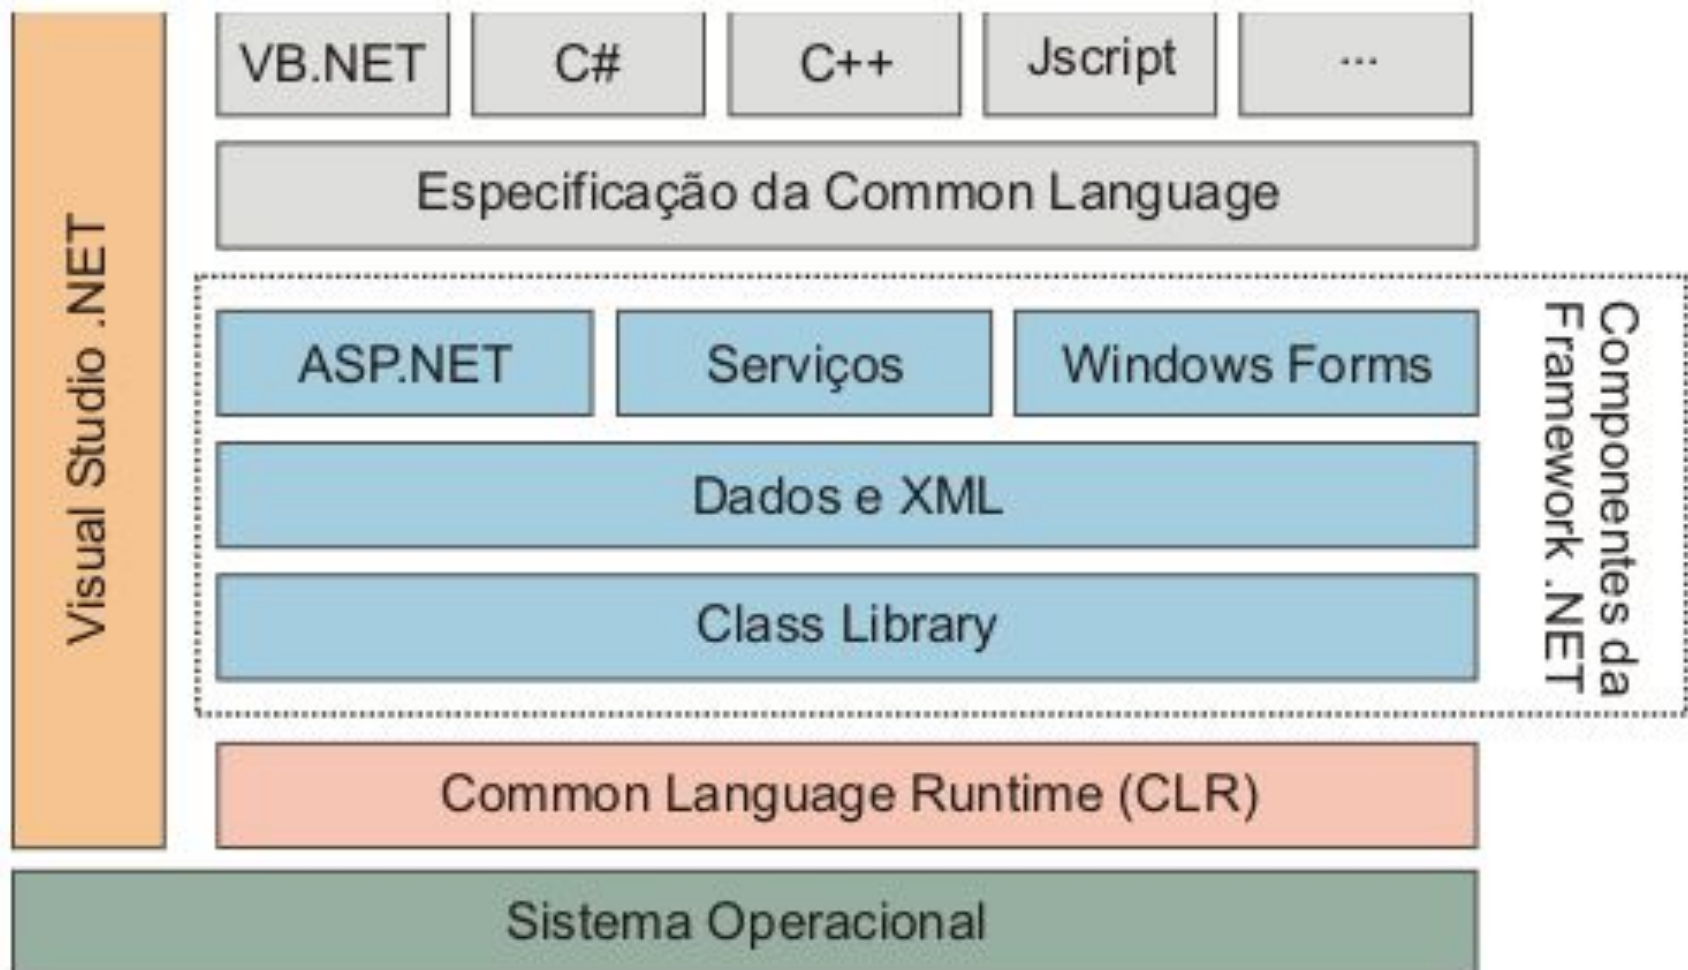 Visual Studio .NET
VB.NET
C#
C++
Jscript
...
Especificação da Common Language
ASP.NET
Serviços
Windows Forms
Dados e XML
Class Library
Componentes da
Framework .NET
Common Language Runtime (CLR)
Sistema Operacional